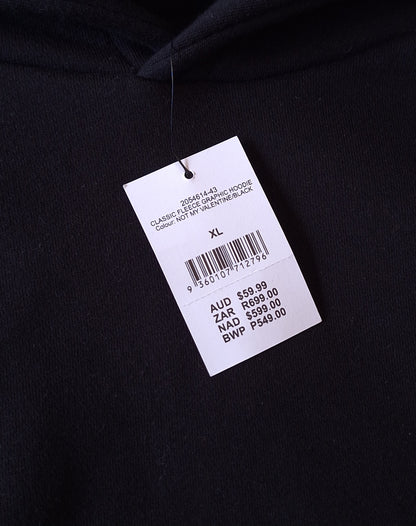 2054614-43
CLASSIC FLEECE GRAPHIC HOODIE
Colour: NOT MY VALENTINE/BLACK
XL
9 360107 712796
AUD $59.99
ZAR R699.00
NAD $599.00
BWP P549.00